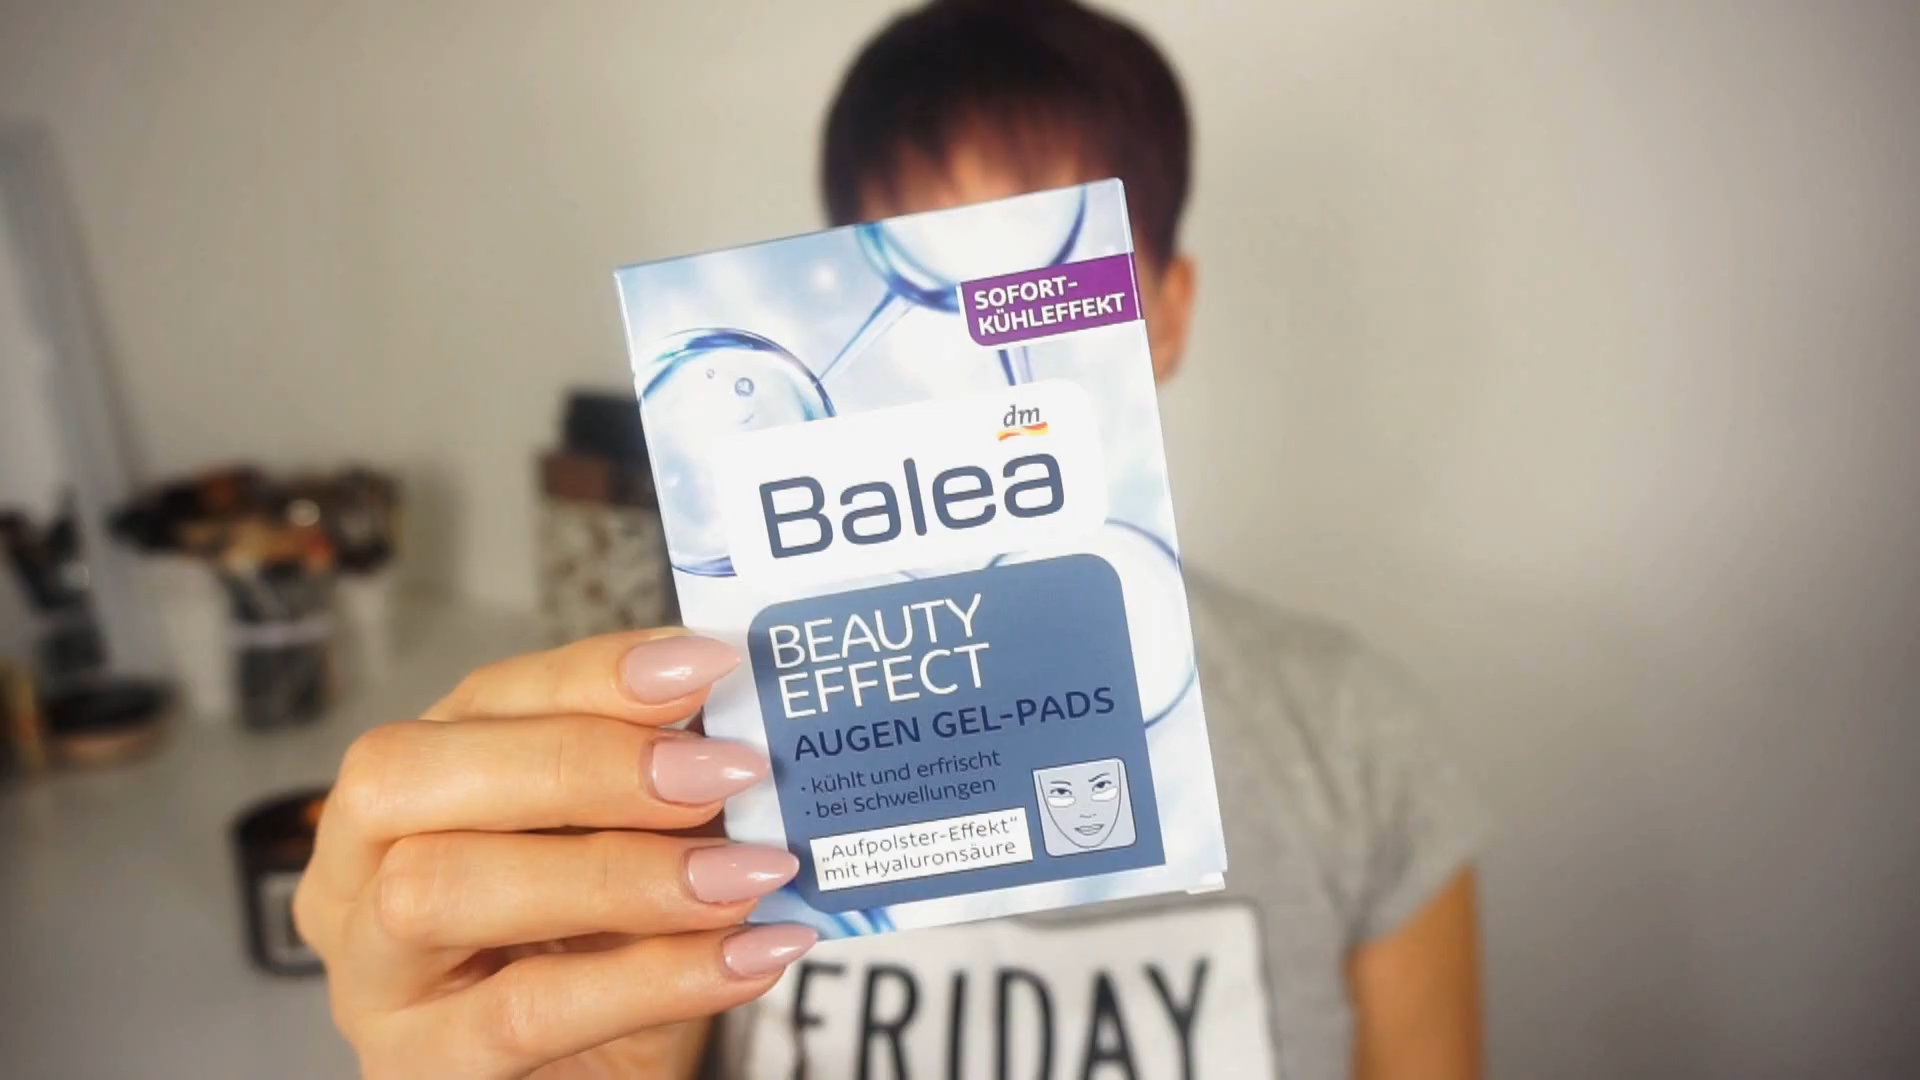 SOFORT-
KÜHLEFFEKT
dm
Balea
BEAUTY
EFFECT
AUGEN GEL-PADS
· kühlt und erfrischt
· bei Schwellungen
„Aufpolster-Effekt“
mit Hyaluronsäure
FRIDAY